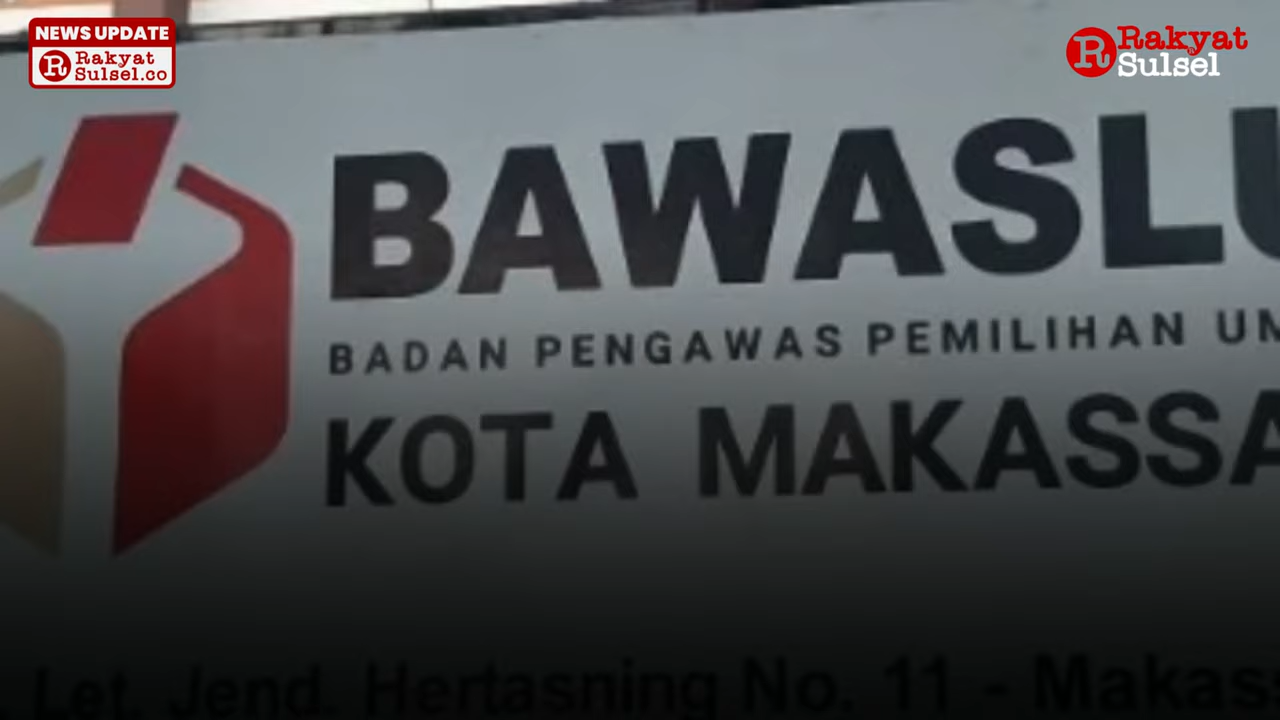 NEWS UPDATE
R Rakyat
Sulsel.co
R Rakyat
Sulsel
BAWASLU
BADAN PENGAWAS PEMILIHAN UM
KOTA MAKASSA
Let. Jend. Hertasning No. 11 - Makass